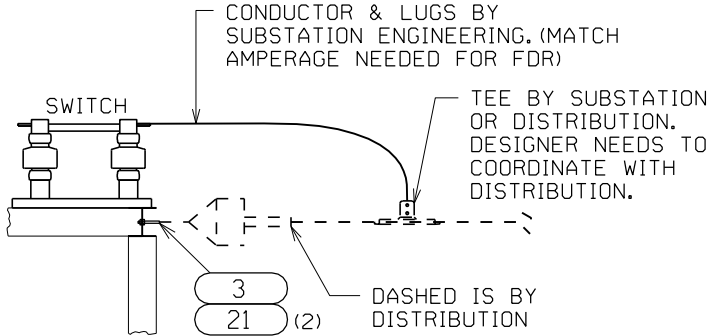 CONDUCTOR & LUGS BY
SUBSTATION ENGINEERING. (MATCH
AMPERAGE NEEDED FOR FDR)
SWITCH
TEE BY SUBSTATION
OR DISTRIBUTION.
DESIGNER NEEDS TO
COORDINATE WITH
DISTRIBUTION.
3
21 (2)
DASHED IS BY
DISTRIBUTION